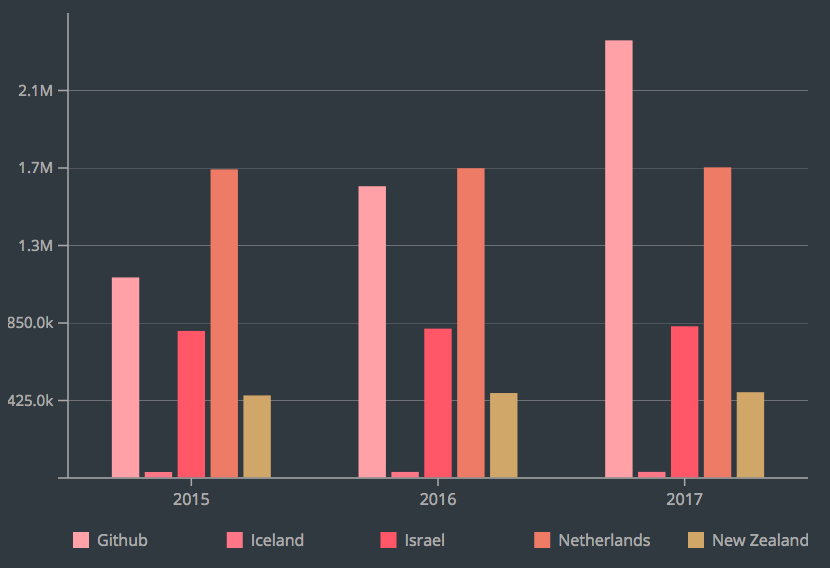 2.1M
1.7M
1.3M
850.0k
425.0k
2015 2016 2017
Github Iceland Israel Netherlands New Zealand